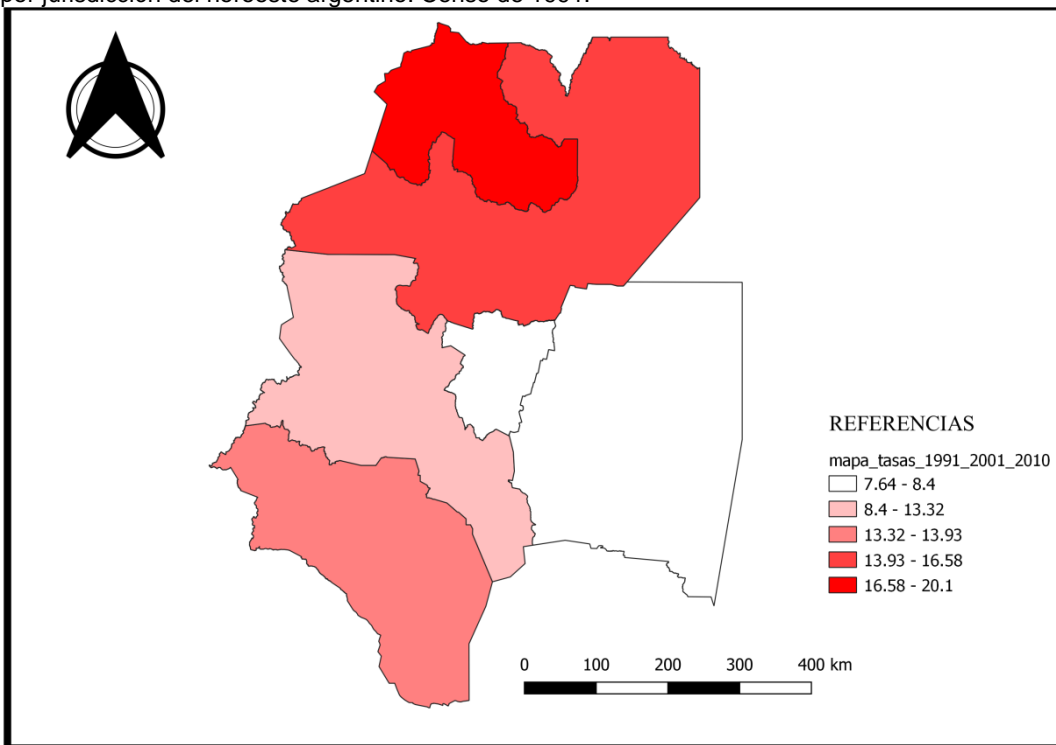 por jurisdicción del noroeste argentino. Censo de 1991.
REFERENCIAS
mapa_tasas_1991_2001_2010
7.64 - 8.4
8.4 - 13.32
13.32 - 13.93
13.93 - 16.58
16.58 - 20.1
0 100 200 300 400 km